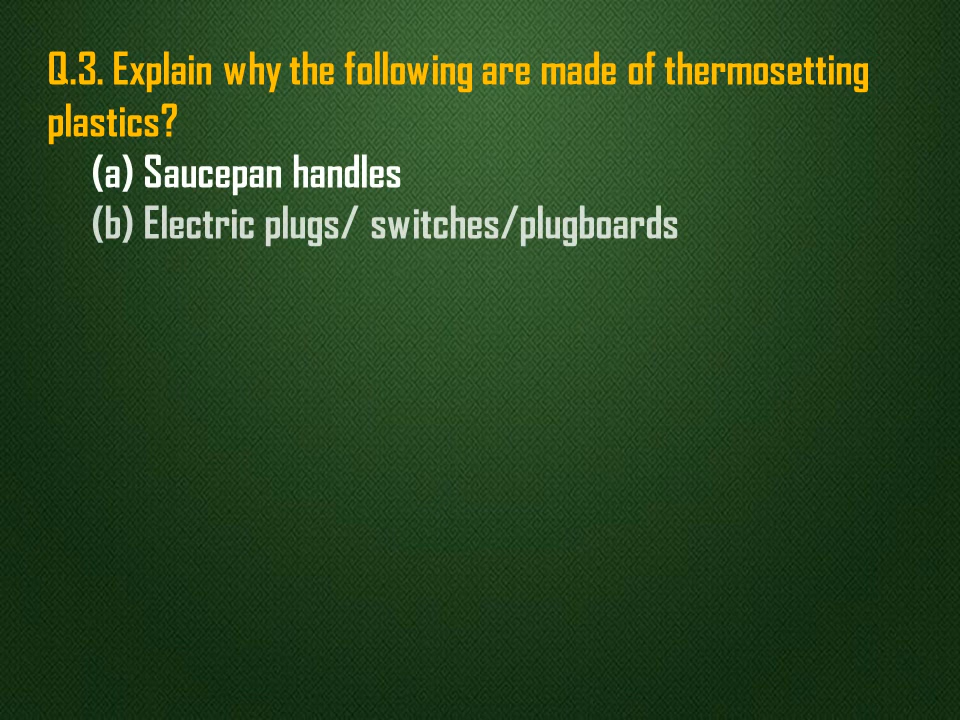 Q.3. Explain why the following are made of thermosetting
plastics?
(a) Saucepan handles
(b) Electric plugs/ switches/plugboards